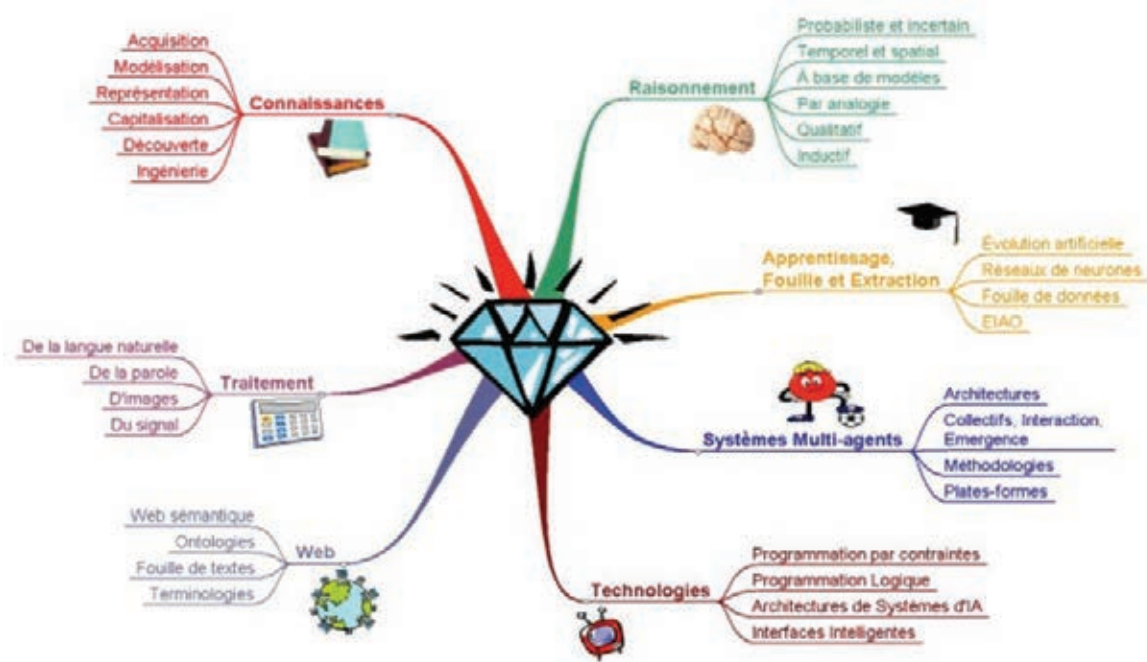 Connaissances
Acquisition
Modélisation
Représentation
Capitalisation
Découverte
Ingénierie
Raisonnement
Probabiliste et incertain
Temporel et spatial
À base de modèles
Par analogie
Qualitatif
Inductif
Apprentissage,
Fouille et Extraction
Évolution artificielle
Réseaux de neurones
Fouille de données
EIAO
Traitement
De la langue naturelle
De la parole
D'images
Du signal
Systèmes Multi-agents
Architectures
Collectifs, Interaction,
Emergence
Méthodologies
Plates-formes
Web
Web sémantique
Ontologies
Fouille de textes
Terminologies
Technologies
Programmation par contraintes
Programmation Logique
Architectures de Systèmes d'IA
Interfaces Intelligentes